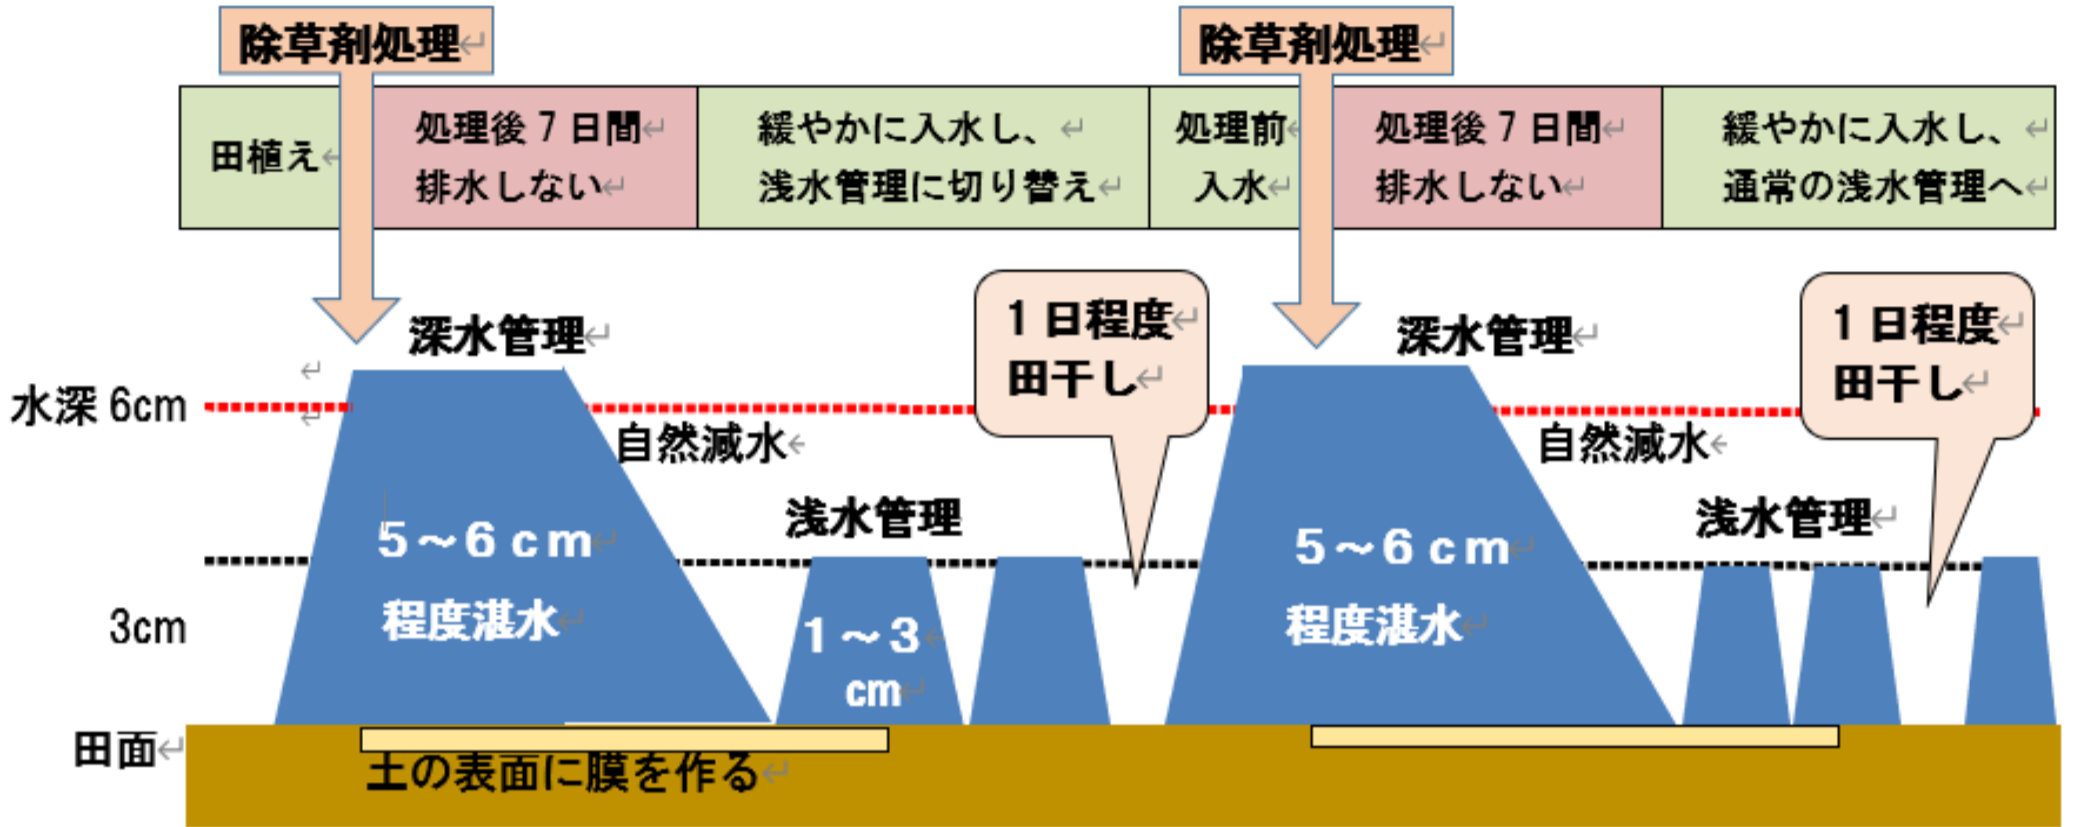 除草剤処理
除草剤処理
田植え
処理後7日間
排水しない
緩やかに入水し、
浅水管理に切り替え
処理前
入水
処理後7日間
排水しない
緩やかに入水し、
通常の浅水管理へ
1日程度
田干し
1日程度
田干し
深水管理
深水管理
水深6cm
自然減水
自然減水
浅水管理
浅水管理
5～6cm
程度湛水
5～6cm
程度湛水
3cm
1～3
cm
田面
土の表面に膜を作る